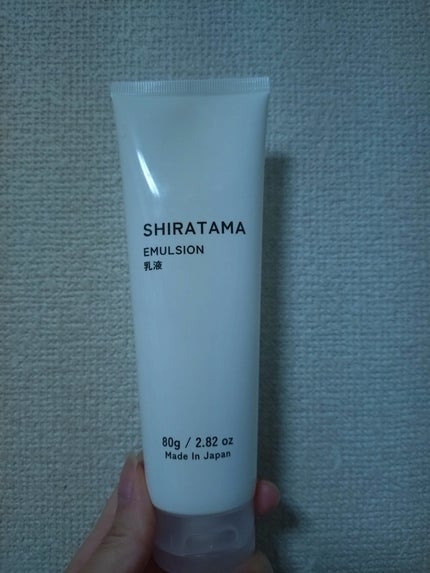 SHIRATAMA
EMULSION
乳液
80g / 2.82 oz
Made In Japan